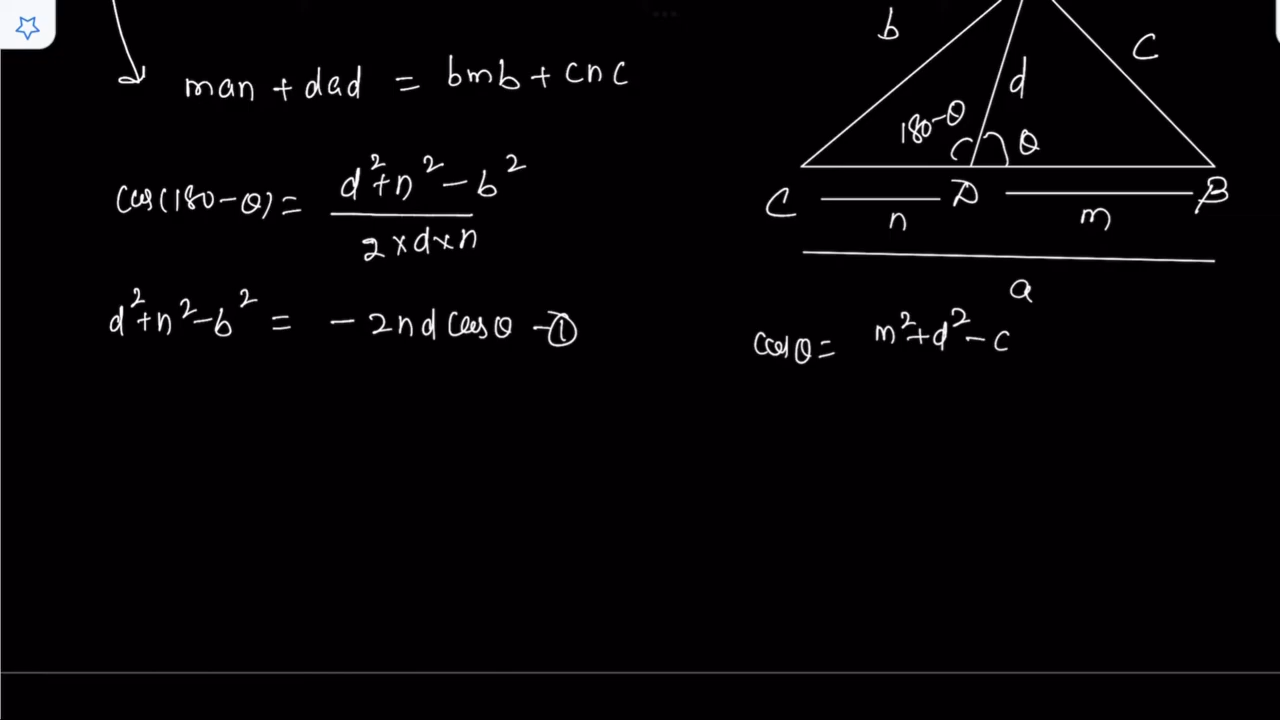 man + dad = bmb + cnc
cos(180-θ) = d²+n²-b² / 2×d×n
d²+n²-b² = - 2nd cosθ -①
b
c
d
180-θ
θ
C
D
B
n
m
a
cosθ = m²+d²-c